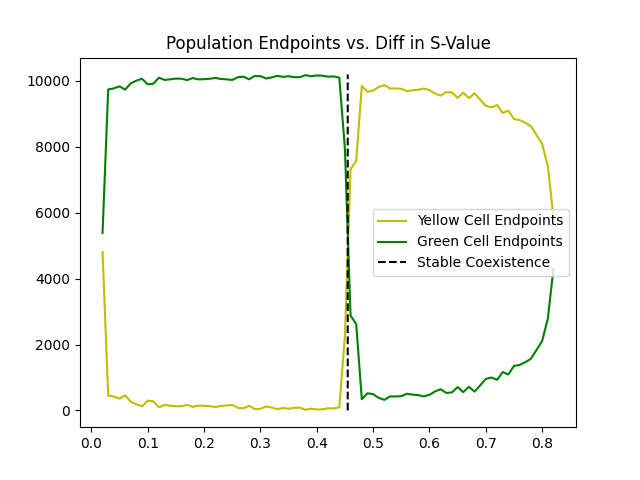 Population Endpoints vs. Diff in S-Value
10000
8000
6000
4000
2000
0
Yellow Cell Endpoints
Green Cell Endpoints
Stable Coexistence
0.0 0.1 0.2 0.3 0.4 0.5 0.6 0.7 0.8